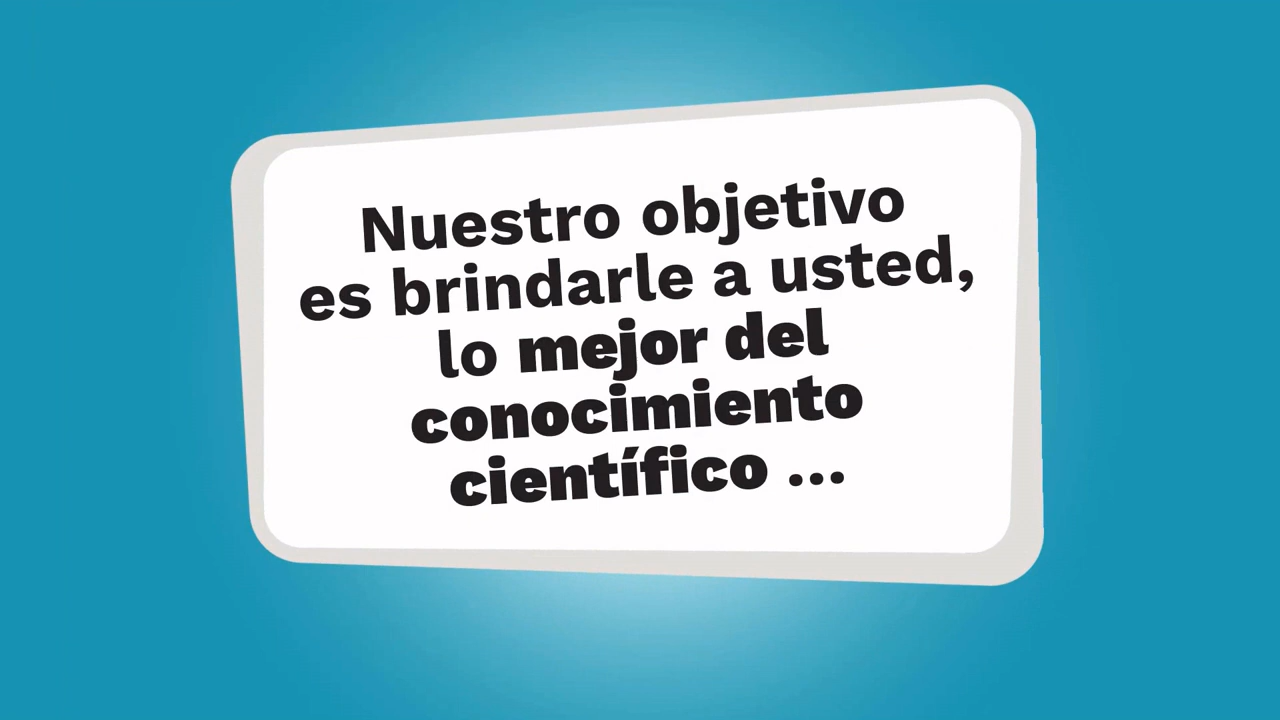 Nuestro objetivo
es brindarle a usted,
lo mejor del
conocimiento
científico ...